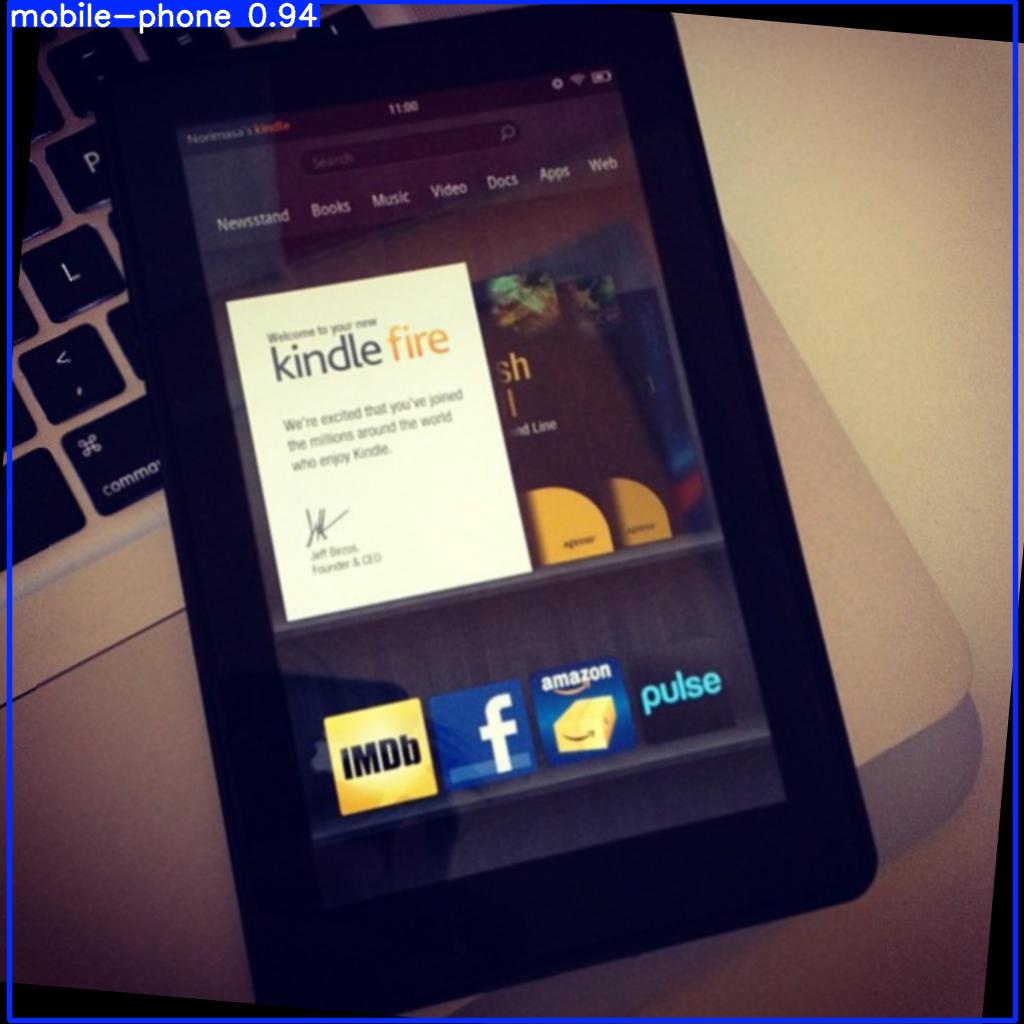 mobile-phone 0.94
11:00
Norimasa's kindle
Search
Newsstand Books Music Video Docs Apps Web
Welcome to your new
kindle fire
We're excited that you've joined
the millions around the world
who enjoy Kindle.
Jeff Bezos,
Founder & CEO
sh
l
nd Line
IMDb
f
amazon
pulse
P
L
<
,
⌘
comma
=
-